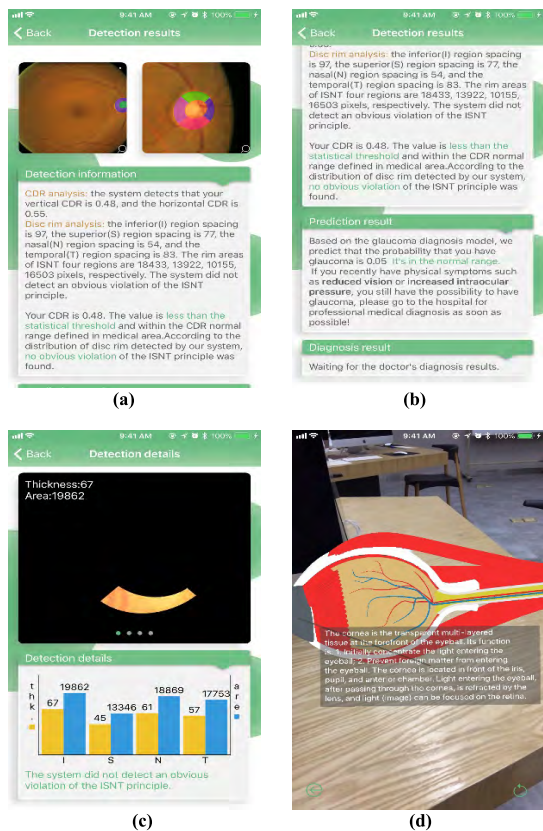 9:41 AM 100%
Back Detection results
Detection information
CDR analysis: the system detects that your
vertical CDR is 0.48, and the horizontal CDR is
0.55.
Disc rim analysis: the inferior(I) region spacing
is 97, the superior(S) region spacing is 77, the
nasal(N) region spacing is 54, and the
temporal(T) region spacing is 83. The rim areas
of ISNT four regions are 18433, 13922, 10155,
16503 pixels, respectively. The system did not
detect an obvious violation of the ISNT
principle.
Your CDR is 0.48. The value is less than the
statistical threshold and within the CDR normal
range defined in medical area.According to the
distribution of disc rim detected by our system,
no obvious violation of the ISNT principle was
found.
(a)
9:41 AM 100%
Back Detection results
Disc rim analysis: the inferior(I) region spacing
is 97, the superior(S) region spacing is 77, the
nasal(N) region spacing is 54, and the
temporal(T) region spacing is 83. The rim areas
of ISNT four regions are 18433, 13922, 10155,
16503 pixels, respectively. The system did not
detect an obvious violation of the ISNT
principle.
Your CDR is 0.48. The value is less than the
statistical threshold and within the CDR normal
range defined in medical area.According to the
distribution of disc rim detected by our system,
no obvious violation of the ISNT principle was
found.
Prediction result
Based on the glaucoma diagnosis model, we
predict that the probability that you have
glaucoma is 0.05 It's in the normal range.
If you recently have physical symptoms such
as reduced vision or increased intraocular
pressure, you still have the possibility to have
glaucoma, please go to the hospital for
professional medical diagnosis as soon as
possible!
Diagnosis result
Waiting for the doctor's diagnosis results.
(b)
9:41 AM 100%
Back Detection details
Thickness:67
Area:19862
Detection details
thk.
area
67 19862
45 13346
61 18869
57 17753
I S N T
The system did not detect an obvious
violation of the ISNT principle.
(c)
9:41 AM 100%
The cornea is the transparent multi-layered
tissue at the forefront of the eyeball. Its function
is: 1. Initially concentrate the light entering the
eyeball; 2. Prevent foreign matter from entering
the eyeball. The cornea is located in front of the iris,
pupil, and anterior chamber. Light entering the eyeball,
after passing through the cornea, is refracted by the
lens, and light (image) can be focused on the retina.
(d)